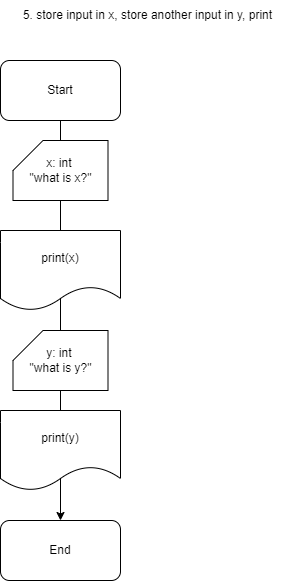 5. store input in x, store another input in y, print
Start
x: int
"what is x?"
print(x)
y: int
"what is y?"
print(y)
End